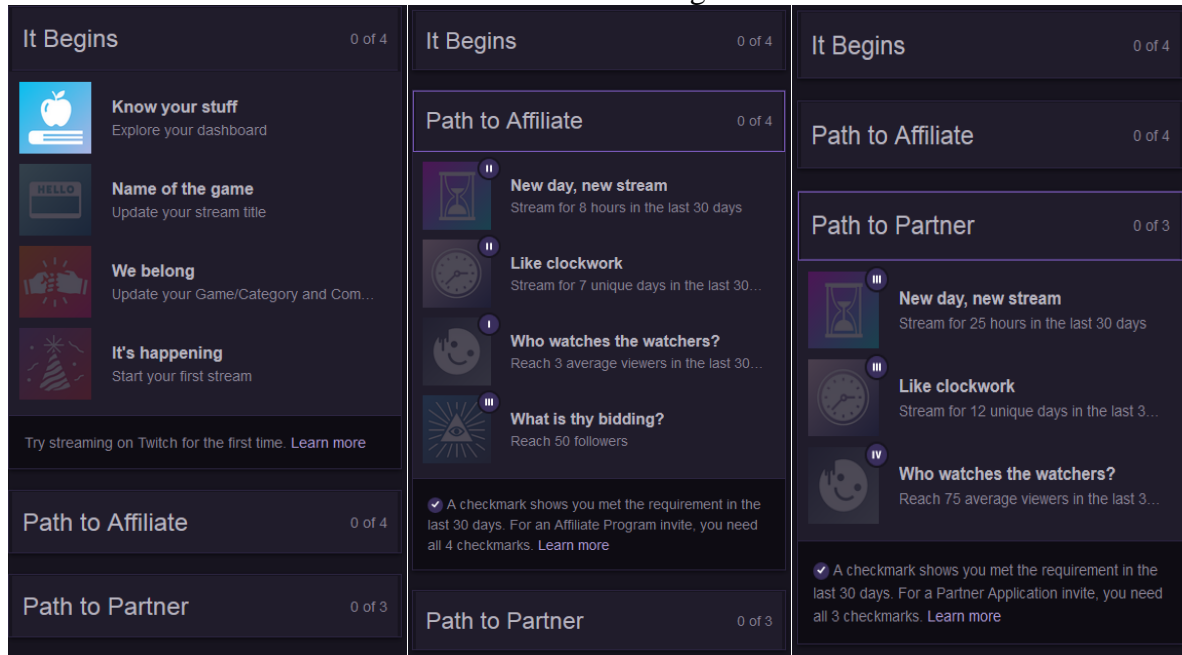 It Begins 0 of 4
Know your stuff
Explore your dashboard
HELLO
Name of the game
Update your stream title
We belong
Update your Game/Category and Com...
It's happening
Start your first stream
Try streaming on Twitch for the first time. Learn more
Path to Affiliate 0 of 4
Path to Partner 0 of 3
It Begins 0 of 4
Path to Affiliate 0 of 4
II
New day, new stream
Stream for 8 hours in the last 30 days
II
Like clockwork
Stream for 7 unique days in the last 30...
I
Who watches the watchers?
Reach 3 average viewers in the last 30...
III
What is thy bidding?
Reach 50 followers
A checkmark shows you met the requirement in the
last 30 days. For an Affiliate Program invite, you need
all 4 checkmarks. Learn more
Path to Partner 0 of 3
It Begins 0 of 4
Path to Affiliate 0 of 4
Path to Partner 0 of 3
III
New day, new stream
Stream for 25 hours in the last 30 days
III
Like clockwork
Stream for 12 unique days in the last 3...
IV
Who watches the watchers?
Reach 75 average viewers in the last 3...
A checkmark shows you met the requirement in the
last 30 days. For a Partner Application invite, you need
all 3 checkmarks. Learn more